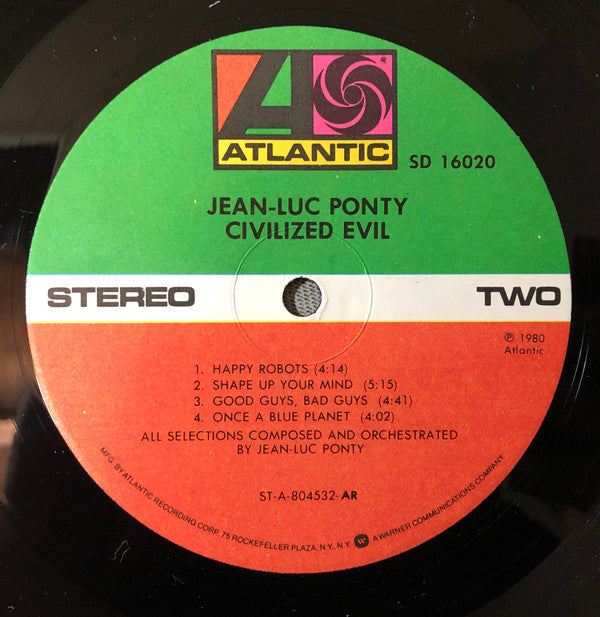 ATLANTIC
®
SD 16020
JEAN-LUC PONTY
CIVILIZED EVIL
STEREO
TWO
℗ 1980
Atlantic
1. HAPPY ROBOTS (4:14)
2. SHAPE UP YOUR MIND (5:15)
3. GOOD GUYS, BAD GUYS (4:41)
4. ONCE A BLUE PLANET (4:02)
ALL SELECTIONS COMPOSED AND ORCHESTRATED
BY JEAN-LUC PONTY
ST-A-804532-AR
MFG. BY ATLANTIC RECORDING CORP. 75 ROCKEFELLER PLAZA, N.Y. N.Y. A WARNER COMMUNICATIONS COMPANY